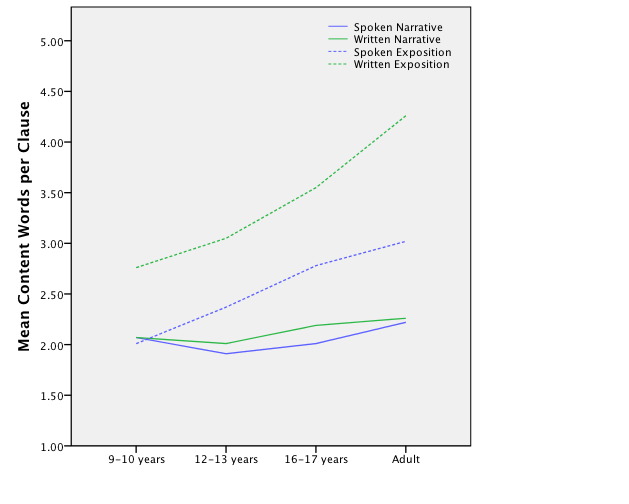 Spoken Narrative
Written Narrative
Spoken Exposition
Written Exposition
Mean Content Words per Clause
5.00
4.50
4.00
3.50
3.00
2.50
2.00
1.50
1.00
9-10 years
12-13 years
16-17 years
Adult